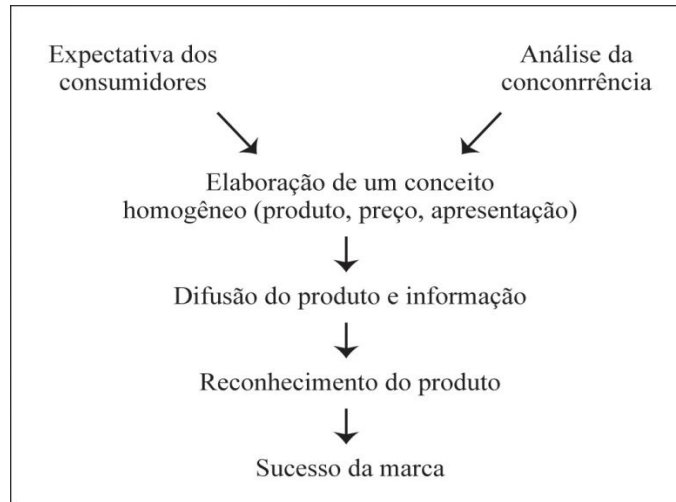 Expectativa dos
consumidores
Análise da
conconrrência
Elaboração de um conceito
homogêneo (produto, preço, apresentação)
Difusão do produto e informação
Reconhecimento do produto
Sucesso da marca